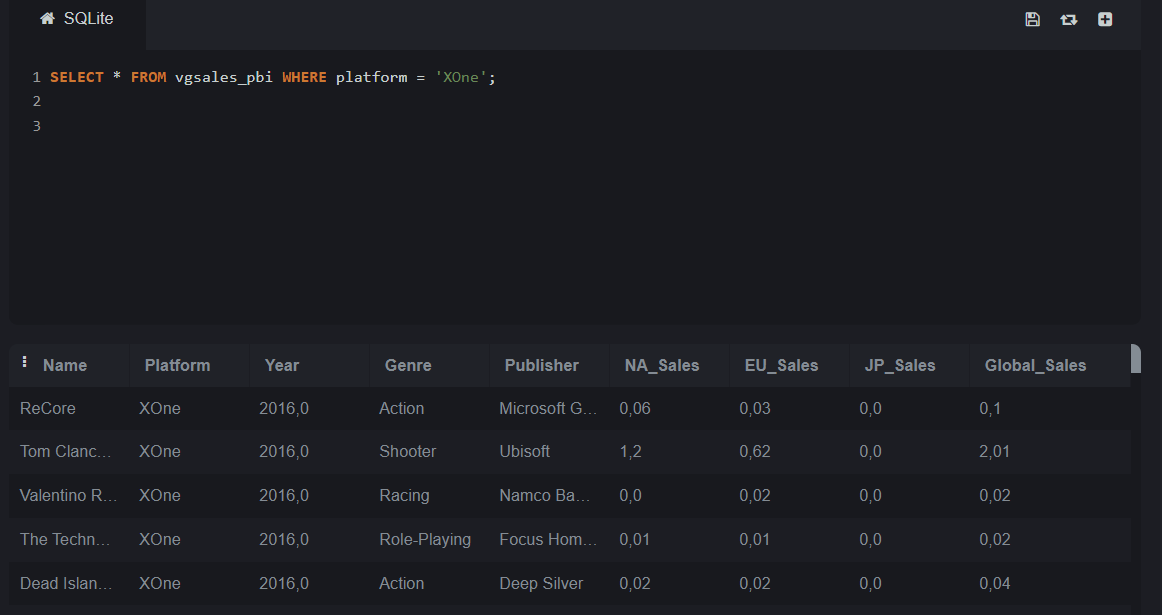 SQLite
1 SELECT * FROM vgsales_pbi WHERE platform = 'XOne';
2
3
Name Platform Year Genre Publisher NA_Sales EU_Sales JP_Sales Global_Sales
ReCore XOne 2016,0 Action Microsoft G... 0,06 0,03 0,0 0,1
Tom Clanc... XOne 2016,0 Shooter Ubisoft 1,2 0,62 0,0 2,01
Valentino R... XOne 2016,0 Racing Namco Ba... 0,0 0,02 0,0 0,02
The Techn... XOne 2016,0 Role-Playing Focus Hom... 0,01 0,01 0,0 0,02
Dead Islan... XOne 2016,0 Action Deep Silver 0,02 0,02 0,0 0,04